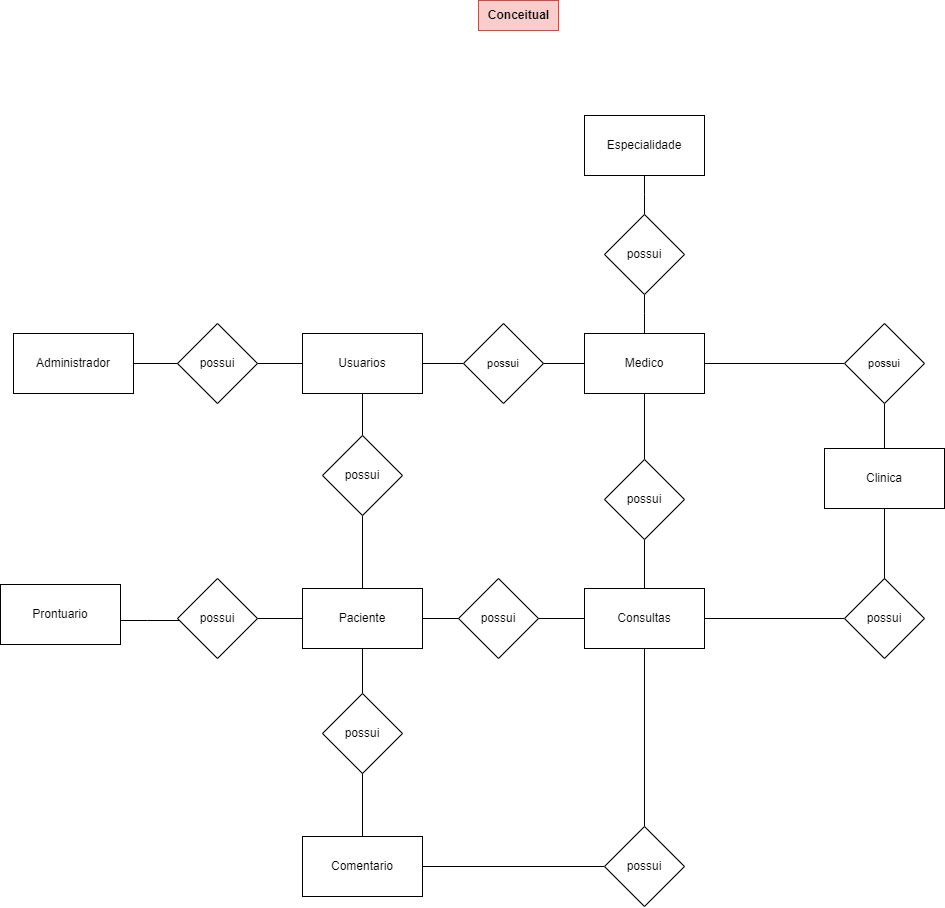 Conceitual
Especialidade
possui
Administrador
possui
Usuarios
possui
Medico
possui
possui
possui
Clinica
Prontuario
possui
Paciente
possui
Consultas
possui
possui
Comentario
possui